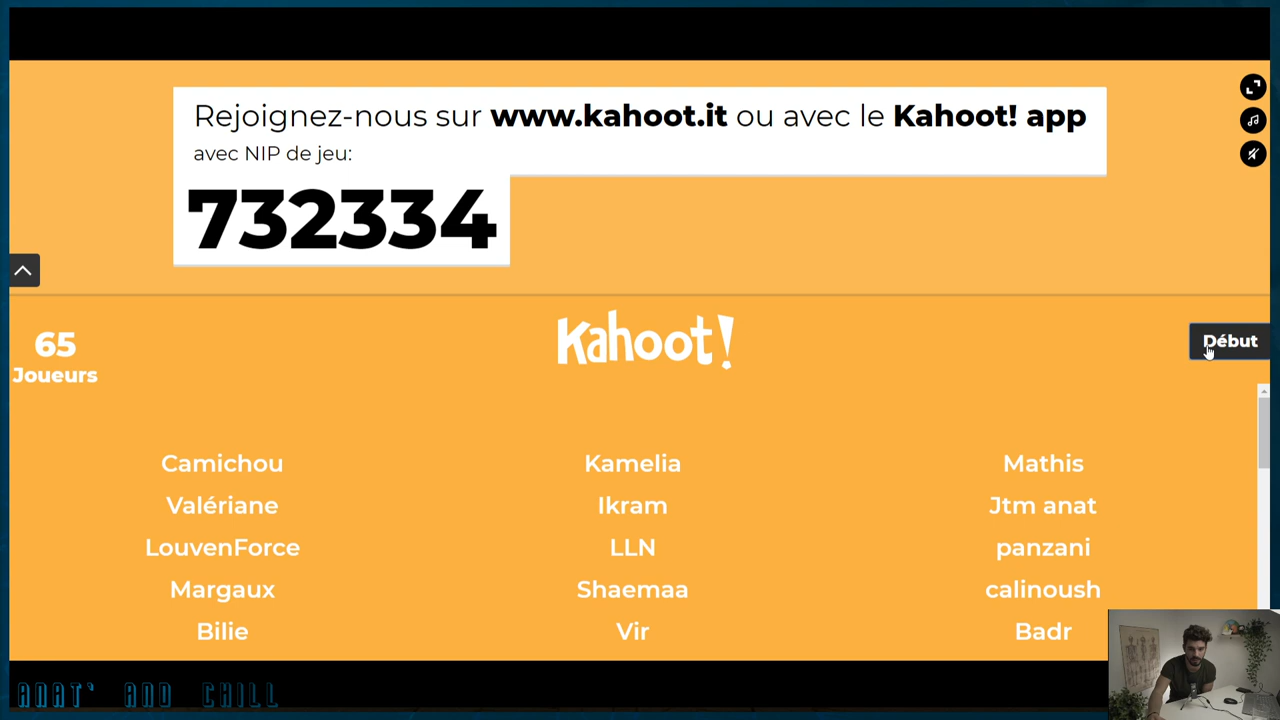 Rejoignez-nous sur www.kahoot.it ou avec le Kahoot! app
avec NIP de jeu:
732334
65
Joueurs
Kahoot!
Début
Camichou Kamelia Mathis
Valériane Ikram Jtm anat
LouvenForce LLN panzani
Margaux Shaemaa calinoush
Bilie Vir Badr
ANAT' AND CHILL